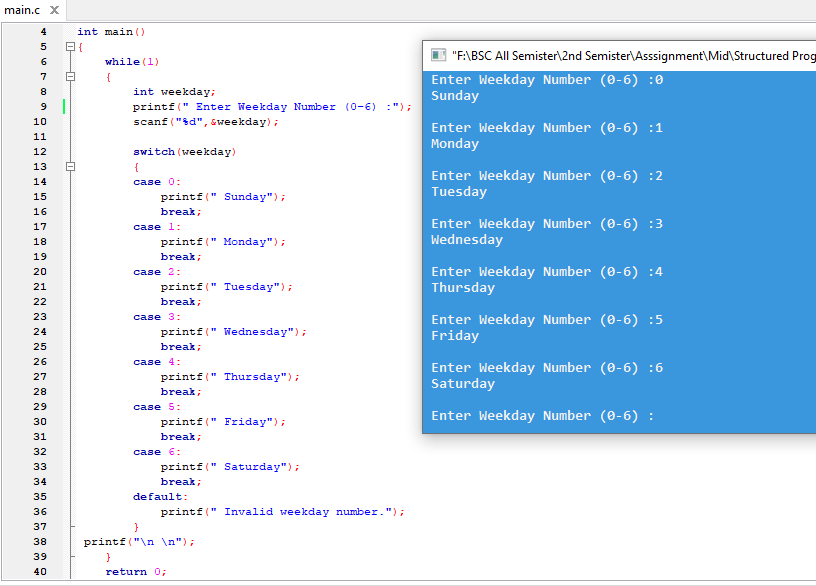 main.c X
4 int main()
5 {
6 while(1)
7 {
8 int weekday;
9 printf(" Enter Weekday Number (0-6) :");
10 scanf("%d",&weekday);
11
12 switch(weekday)
13 {
14 case 0:
15 printf(" Sunday");
16 break;
17 case 1:
18 printf(" Monday");
19 break;
20 case 2:
21 printf(" Tuesday");
22 break;
23 case 3:
24 printf(" Wednesday");
25 break;
26 case 4:
27 printf(" Thursday");
28 break;
29 case 5:
30 printf(" Friday");
31 break;
32 case 6:
33 printf(" Saturday");
34 break;
35 default:
36 printf(" Invalid weekday number.");
37 }
38 printf("\n \n");
39 }
40 return 0;
"F:\BSC All Semister\2nd Semister\Asssignment\Mid\Structured Prog
Enter Weekday Number (0-6) :0
Sunday
Enter Weekday Number (0-6) :1
Monday
Enter Weekday Number (0-6) :2
Tuesday
Enter Weekday Number (0-6) :3
Wednesday
Enter Weekday Number (0-6) :4
Thursday
Enter Weekday Number (0-6) :5
Friday
Enter Weekday Number (0-6) :6
Saturday
Enter Weekday Number (0-6) :